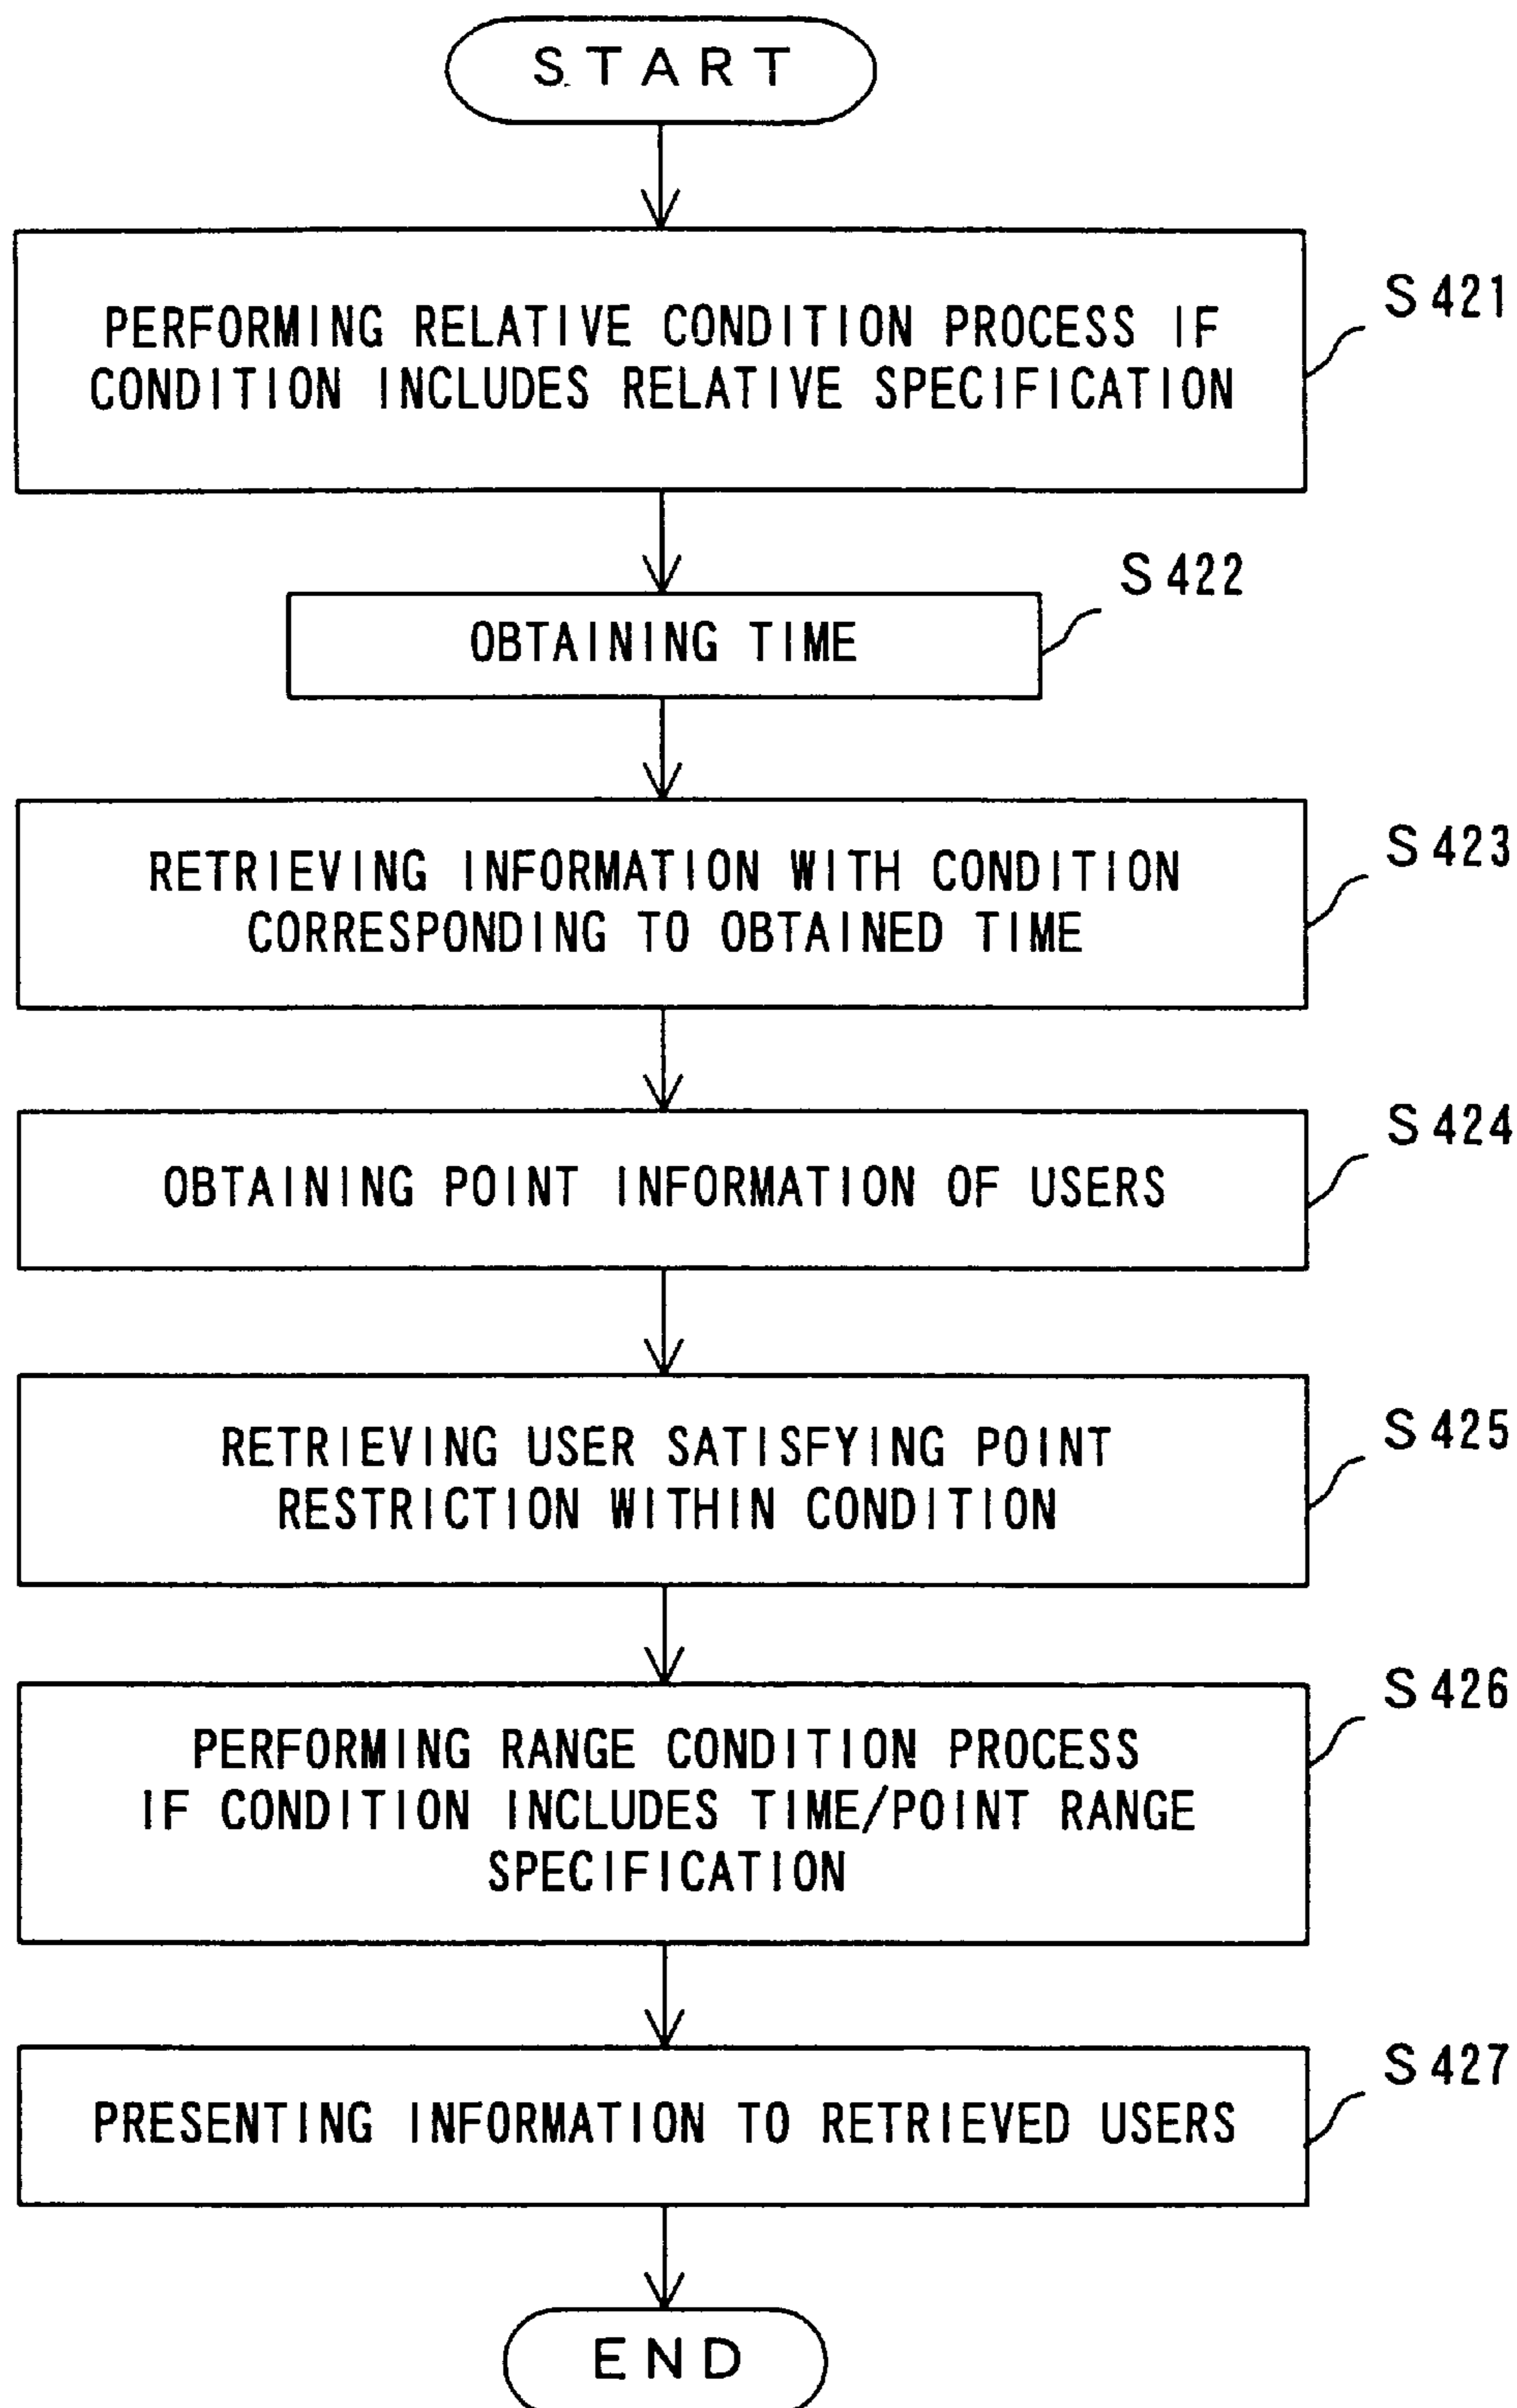 START
PERFORMING RELATIVE CONDITION PROCESS IF
CONDITION INCLUDES RELATIVE SPECIFICATION
S421
OBTAINING TIME
S422
RETRIEVING INFORMATION WITH CONDITION
CORRESPONDING TO OBTAINED TIME
S423
OBTAINING POINT INFORMATION OF USERS
S424
RETRIEVING USER SATISFYING POINT
RESTRICTION WITHIN CONDITION
S425
PERFORMING RANGE CONDITION PROCESS
IF CONDITION INCLUDES TIME/POINT RANGE
SPECIFICATION
S426
PRESENTING INFORMATION TO RETRIEVED USERS
S427
END